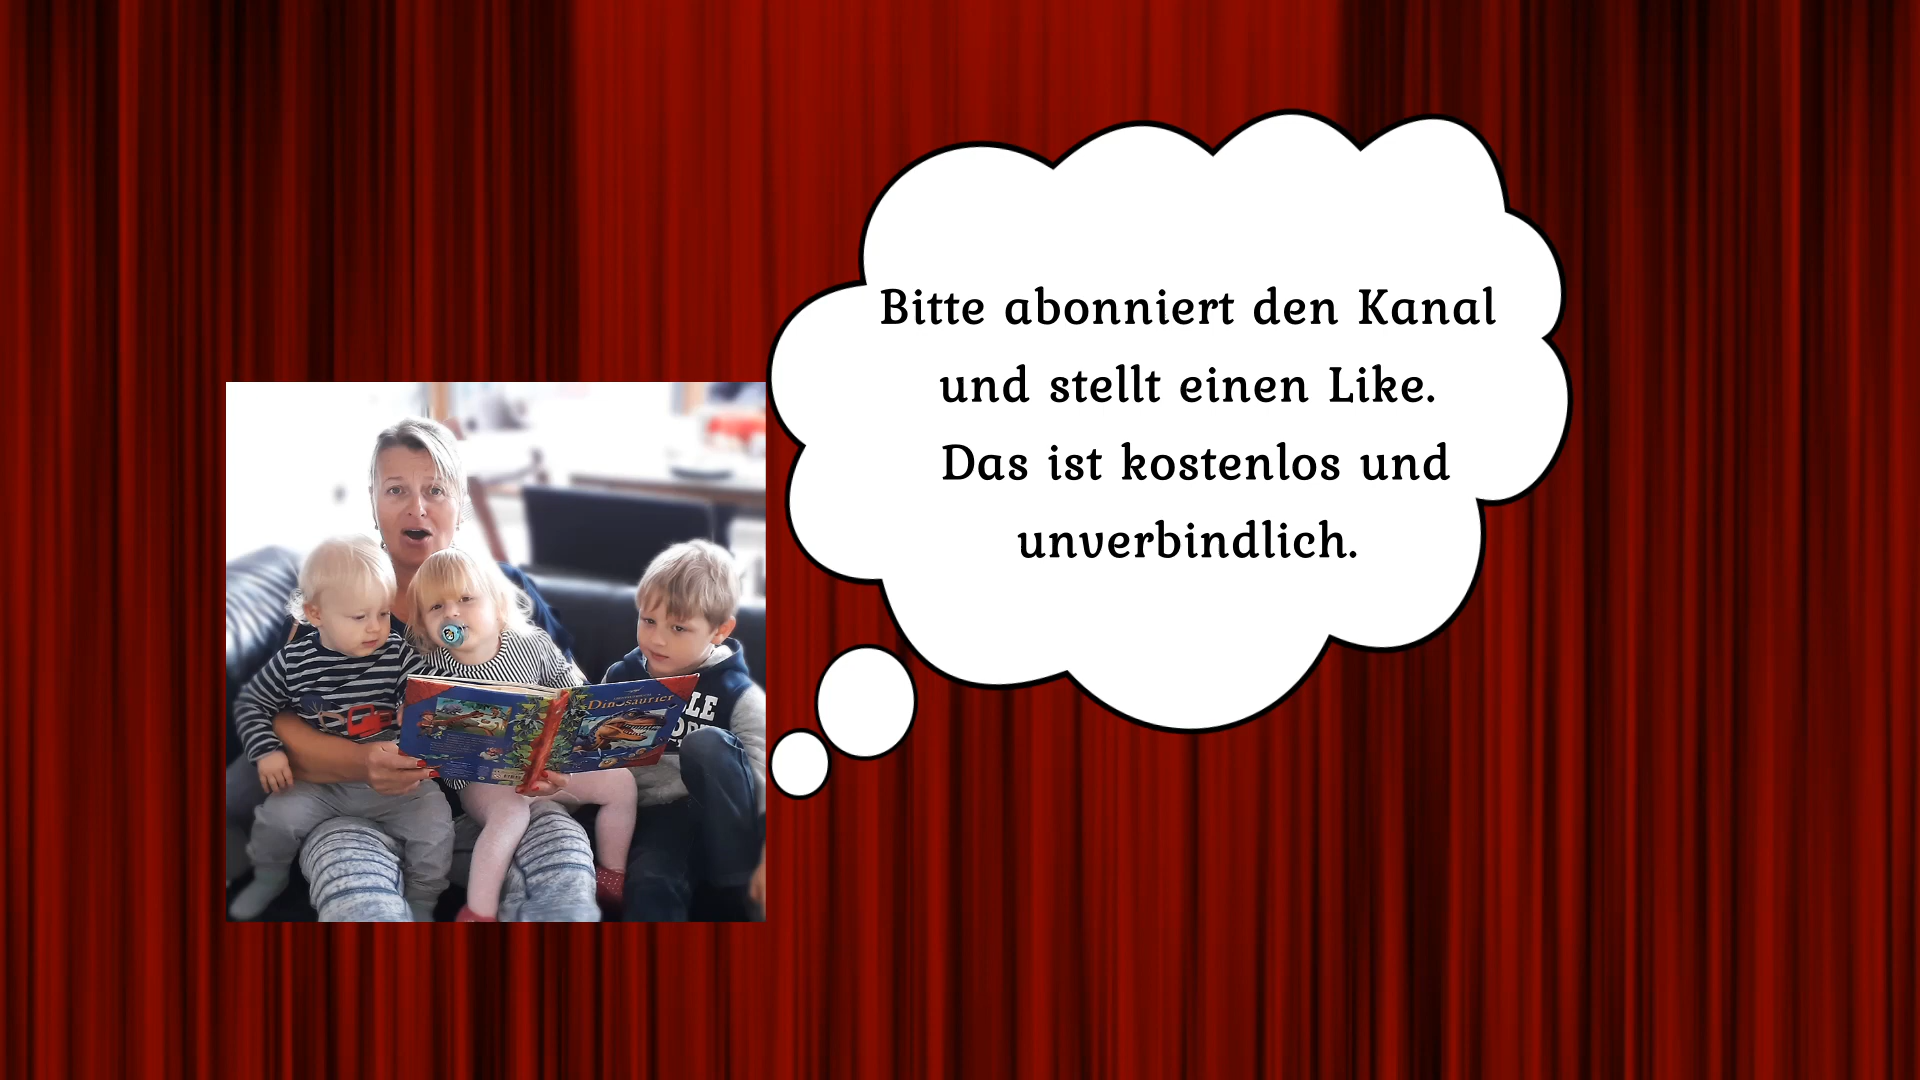 Bitte abonniert den Kanal
und stellt einen Like.
Das ist kostenlos und
unverbindlich.
Dinosaurier